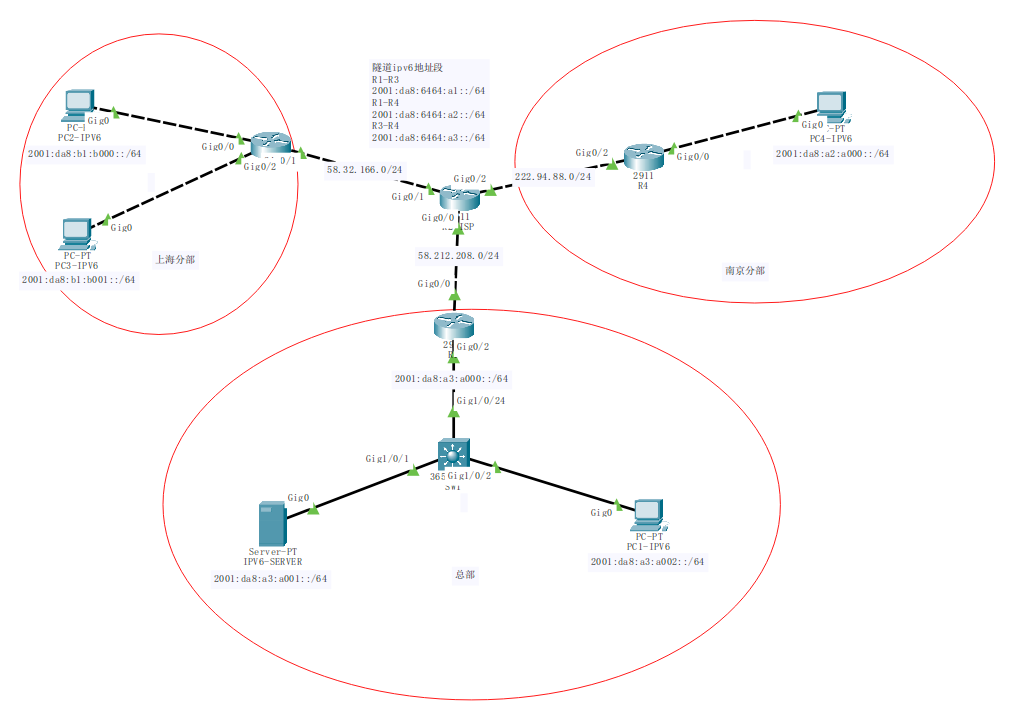 隧道ipv6地址段
R1-R3
2001:da8:6464:a1::/64
R1-R4
2001:da8:6464:a2::/64
R3-R4
2001:da8:6464:a3::/64
Gig0
PC2-IPV6
2001:da8:b1:b000::/64
Gig0/0
0/1
Gig0/2
58.32.166.0/24
Gig0
PC-PT
PC3-IPV6
2001:da8:b1:b001::/64
上海分部
Gig0/2
Gig0/1
Gig0/0
ISP
222.94.88.0/24
Gig0/2
2911
R4
Gig0/0
Gig0
-PT
PC4-IPV6
2001:da8:a2:a000::/64
南京分部
58.212.208.0/24
Gig0/0
Gig0/2
2001:da8:a3:a000::/64
Gig1/0/24
Gig1/0/1
365
Gig1/0/2
SW1
Gig0
Server-PT
IPV6-SERVER
2001:da8:a3:a001::/64
Gig0
PC-PT
PC1-IPV6
2001:da8:a3:a002::/64
总部